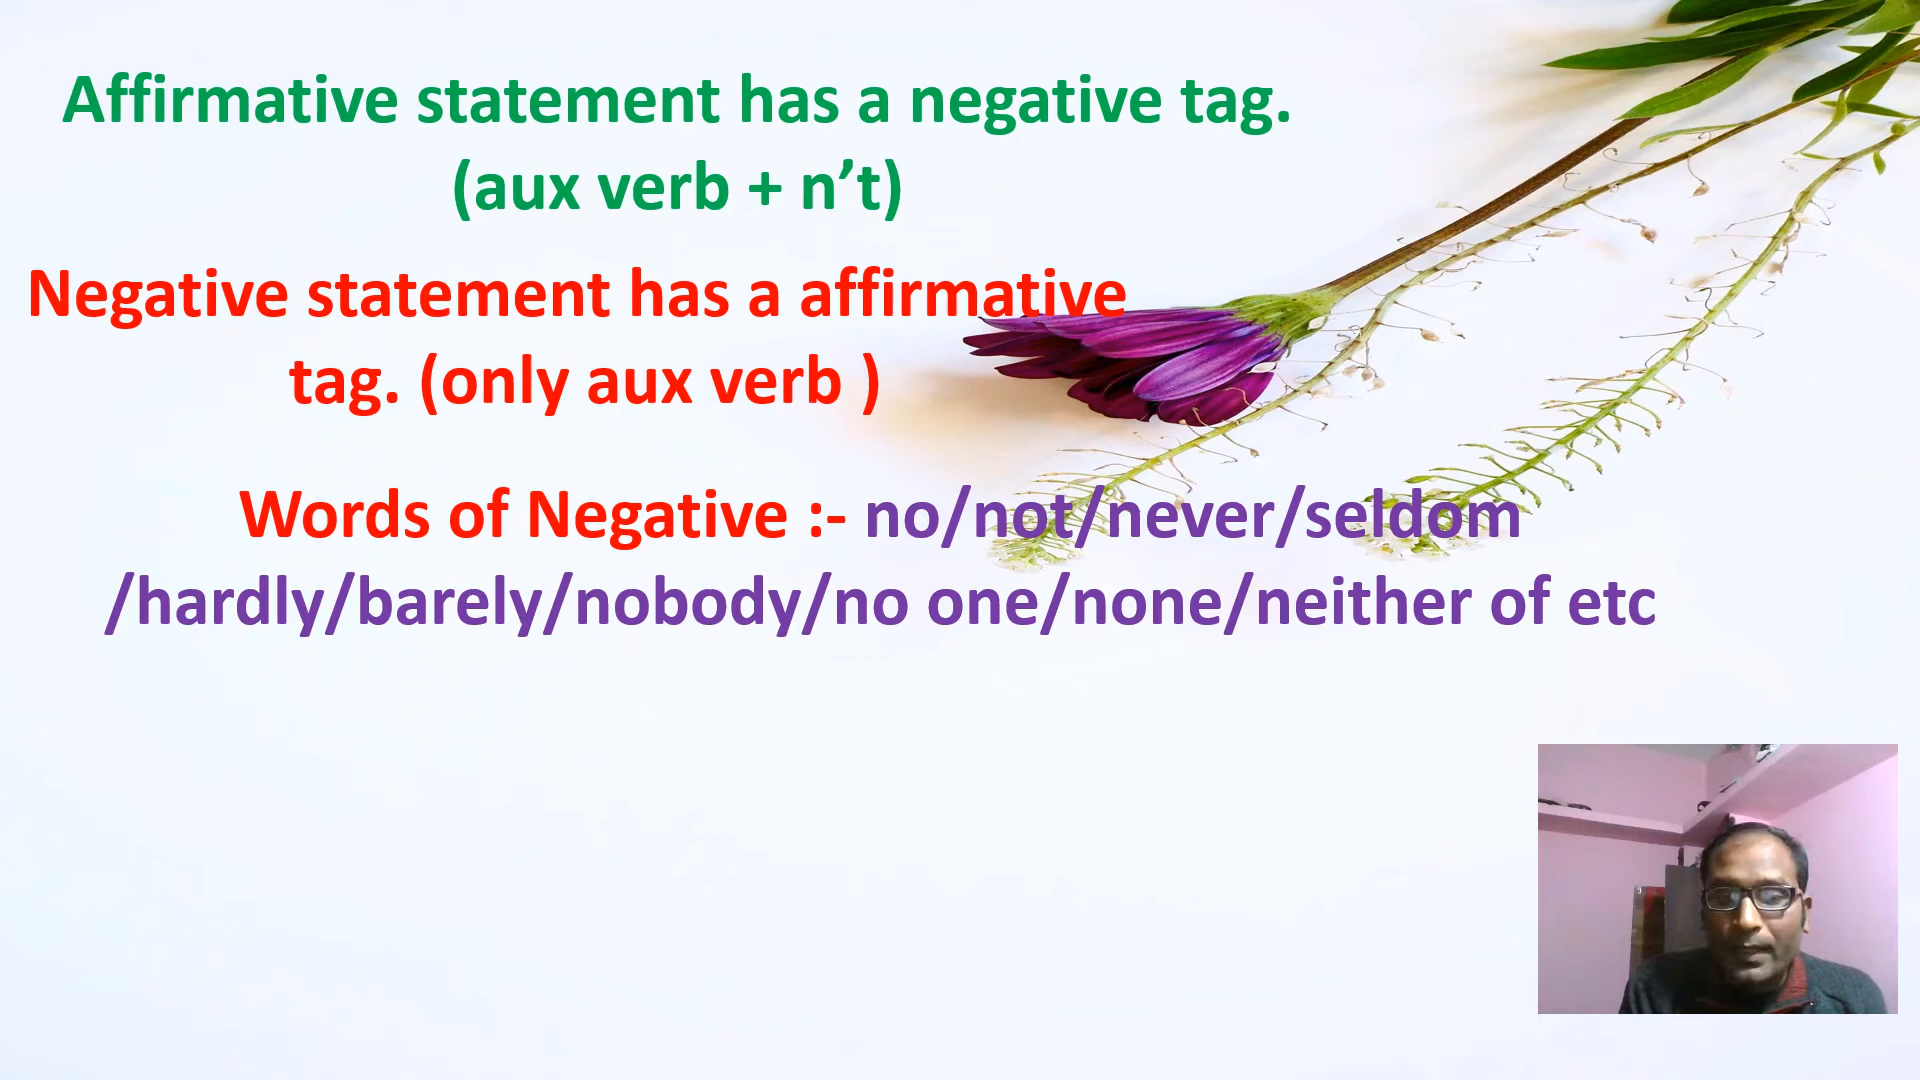 Affirmative statement has a negative tag.
(aux verb + n’t)
Negative statement has a affirmative
tag. (only aux verb )
Words of Negative :- no/not/never/seldom
/hardly/barely/nobody/no one/none/neither of etc